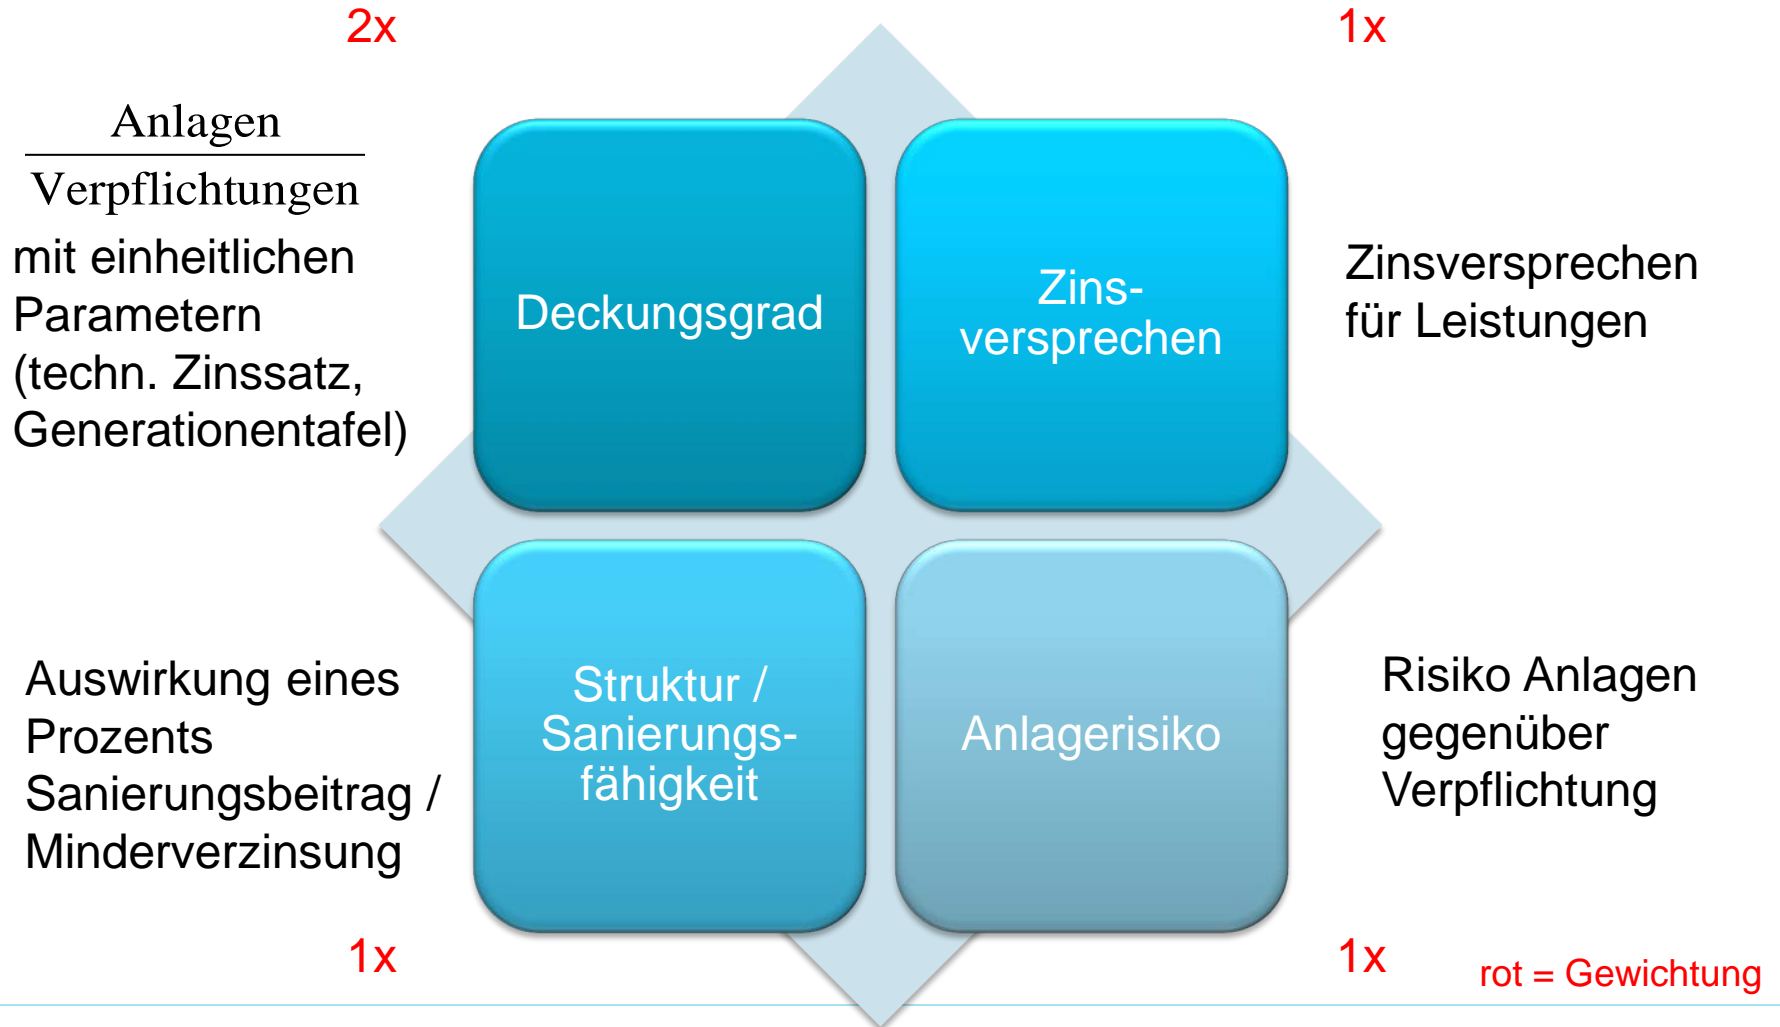 2x
1x
Anlagen
Verpflichtungen
mit einheitlichen
Parametern
(techn. Zinssatz,
Generationentafel)
Deckungsgrad
Zins-
versprechen
Zinsversprechen
für Leistungen
Auswirkung eines
Prozents
Sanierungsbeitrag /
Minderverzinsung
Struktur /
Sanierungs-
fähigkeit
Anlagerisiko
Risiko Anlagen
gegenüber
Verpflichtung
1x
1x
rot = Gewichtung